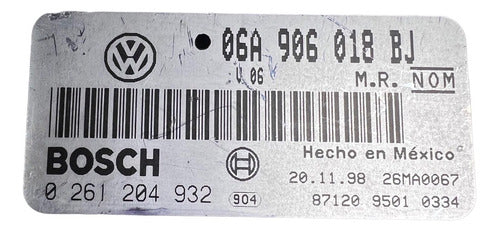 06A 906 018 BJ
V 06
M.R. NOM
BOSCH
Hecho en México
0 261 204 932
904
20.11.98 26MA0067
87120 9501 0334